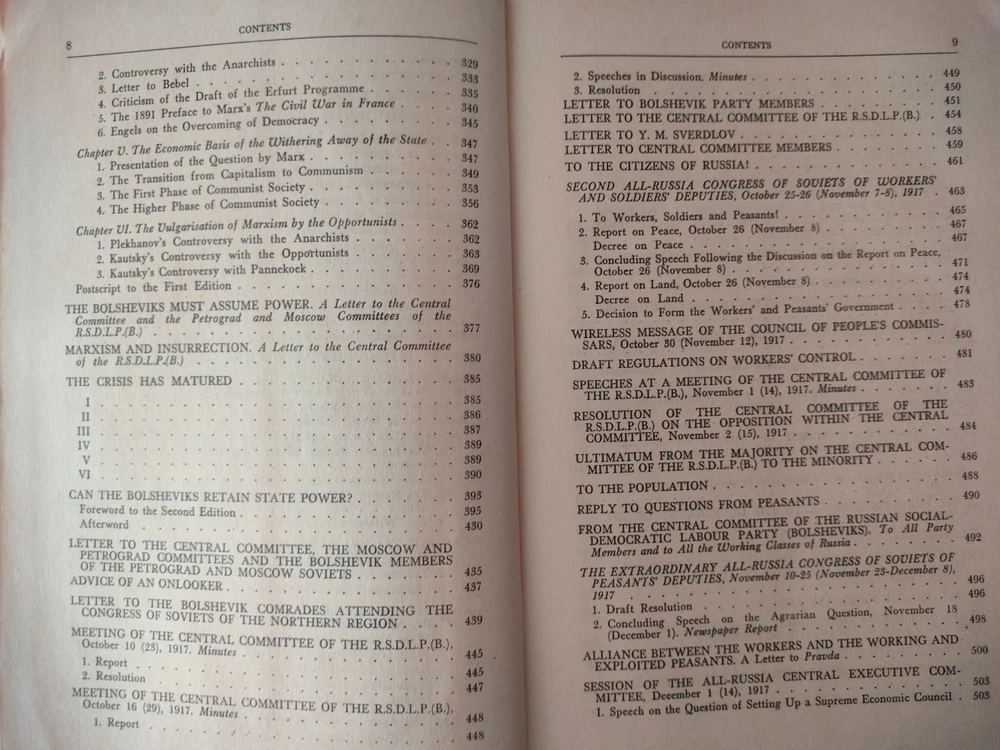 8
CONTENTS
2. Controversy with the Anarchists . . . 329
3. Letter to Bebel . . . 333
4. Criticism of the Draft of the Erfurt Programme . . . 335
5. The 1891 Preface to Marx's The Civil War in France . . . 340
6. Engels on the Overcoming of Democracy . . . 345
Chapter V. The Economic Basis of the Withering Away of the State . . . 347
1. Presentation of the Question by Marx . . . 347
2. The Transition from Capitalism to Communism . . . 349
3. The First Phase of Communist Society . . . 353
4. The Higher Phase of Communist Society . . . 356
Chapter VI. The Vulgarisation of Marxism by the Opportunists . . . 362
1. Plekhanov's Controversy with the Anarchists . . . 362
2. Kautsky's Controversy with the Opportunists . . . 363
3. Kautsky's Controversy with Pannekoek . . . 369
Postscript to the First Edition . . . 376
THE BOLSHEVIKS MUST ASSUME POWER. A Letter to the Central
Committee and the Petrograd and Moscow Committees of the
R.S.D.L.P.(B.) . . . 377
MARXISM AND INSURRECTION. A Letter to the Central Committee
of the R.S.D.L.P.(B.) . . . 380
THE CRISIS HAS MATURED . . . 385
I . . . 385
II . . . 386
III . . . 387
IV . . . 389
V . . . 389
VI . . . 390
CAN THE BOLSHEVIKS RETAIN STATE POWER? . . . 393
Foreword to the Second Edition . . . 395
Afterword . . . 430
LETTER TO THE CENTRAL COMMITTEE, THE MOSCOW AND
PETROGRAD COMMITTEES AND THE BOLSHEVIK MEMBERS
OF THE PETROGRAD AND MOSCOW SOVIETS . . . 435
ADVICE OF AN ONLOOKER . . . 437
LETTER TO THE BOLSHEVIK COMRADES ATTENDING THE
CONGRESS OF SOVIETS OF THE NORTHERN REGION . . . 439
MEETING OF THE CENTRAL COMMITTEE OF THE R.S.D.L.P.(B.),
October 10 (23), 1917. Minutes . . . 445
1. Report . . . 445
2. Resolution . . . 447
MEETING OF THE CENTRAL COMMITTEE OF THE R.S.D.L.P.(B.),
October 16 (29), 1917. Minutes . . . 448
1. Report . . . 448
CONTENTS
9
2. Speeches in Discussion. Minutes . . . 449
3. Resolution . . . 450
LETTER TO BOLSHEVIK PARTY MEMBERS . . . 451
LETTER TO THE CENTRAL COMMITTEE OF THE R.S.D.L.P.(B.) . 454
LETTER TO Y. M. SVERDLOV . . . 458
LETTER TO CENTRAL COMMITTEE MEMBERS . . . 459
TO THE CITIZENS OF RUSSIA! . . . 461
SECOND ALL-RUSSIA CONGRESS OF SOVIETS OF WORKERS'
AND SOLDIERS' DEPUTIES, October 25-26 (November 7-8), 1917 . 463
1. To Workers, Soldiers and Peasants! . . . 465
2. Report on Peace, October 26 (November 8) . . . 467
Decree on Peace . . . 467
3. Concluding Speech Following the Discussion on the Report on Peace,
October 26 (November 8) . . . 471
4. Report on Land, October 26 (November 8) . . . 474
Decree on Land . . . 474
5. Decision to Form the Workers' and Peasants' Government . . . 478
WIRELESS MESSAGE OF THE COUNCIL OF PEOPLE'S COMMIS-
SARS, October 30 (November 12), 1917 . . . 480
DRAFT REGULATIONS ON WORKERS' CONTROL . . . 481
SPEECHES AT A MEETING OF THE CENTRAL COMMITTEE OF
THE R.S.D.L.P.(B.), November 1 (14), 1917. Minutes . . . 483
RESOLUTION OF THE CENTRAL COMMITTEE OF THE
R.S.D.L.P.(B.) ON THE OPPOSITION WITHIN THE CENTRAL
COMMITTEE, November 2 (15), 1917 . . . 484
ULTIMATUM FROM THE MAJORITY ON THE CENTRAL COM-
MITTEE OF THE R.S.D.L.P.(B.) TO THE MINORITY . . . 486
TO THE POPULATION . . . 488
REPLY TO QUESTIONS FROM PEASANTS . . . 490
FROM THE CENTRAL COMMITTEE OF THE RUSSIAN SOCIAL-
DEMOCRATIC LABOUR PARTY (BOLSHEVIKS). To All Party
Members and to All the Working Classes of Russia . . . 492
THE EXTRAORDINARY ALL-RUSSIA CONGRESS OF SOVIETS OF
PEASANTS' DEPUTIES, November 10-25 (November 23-December 8),
1917 . . . 496
1. Draft Resolution . . . 496
2. Concluding Speech on the Agrarian Question, November 18
(December 1). Newspaper Report . . . 498
ALLIANCE BETWEEN THE WORKERS AND THE WORKING AND
EXPLOITED PEASANTS. A Letter to Pravda . . . 500
SESSION OF THE ALL-RUSSIA CENTRAL EXECUTIVE COM-
MITTEE, December 1 (14), 1917 . . . 503
1. Speech on the Question of Setting Up a Supreme Economic Council . 503